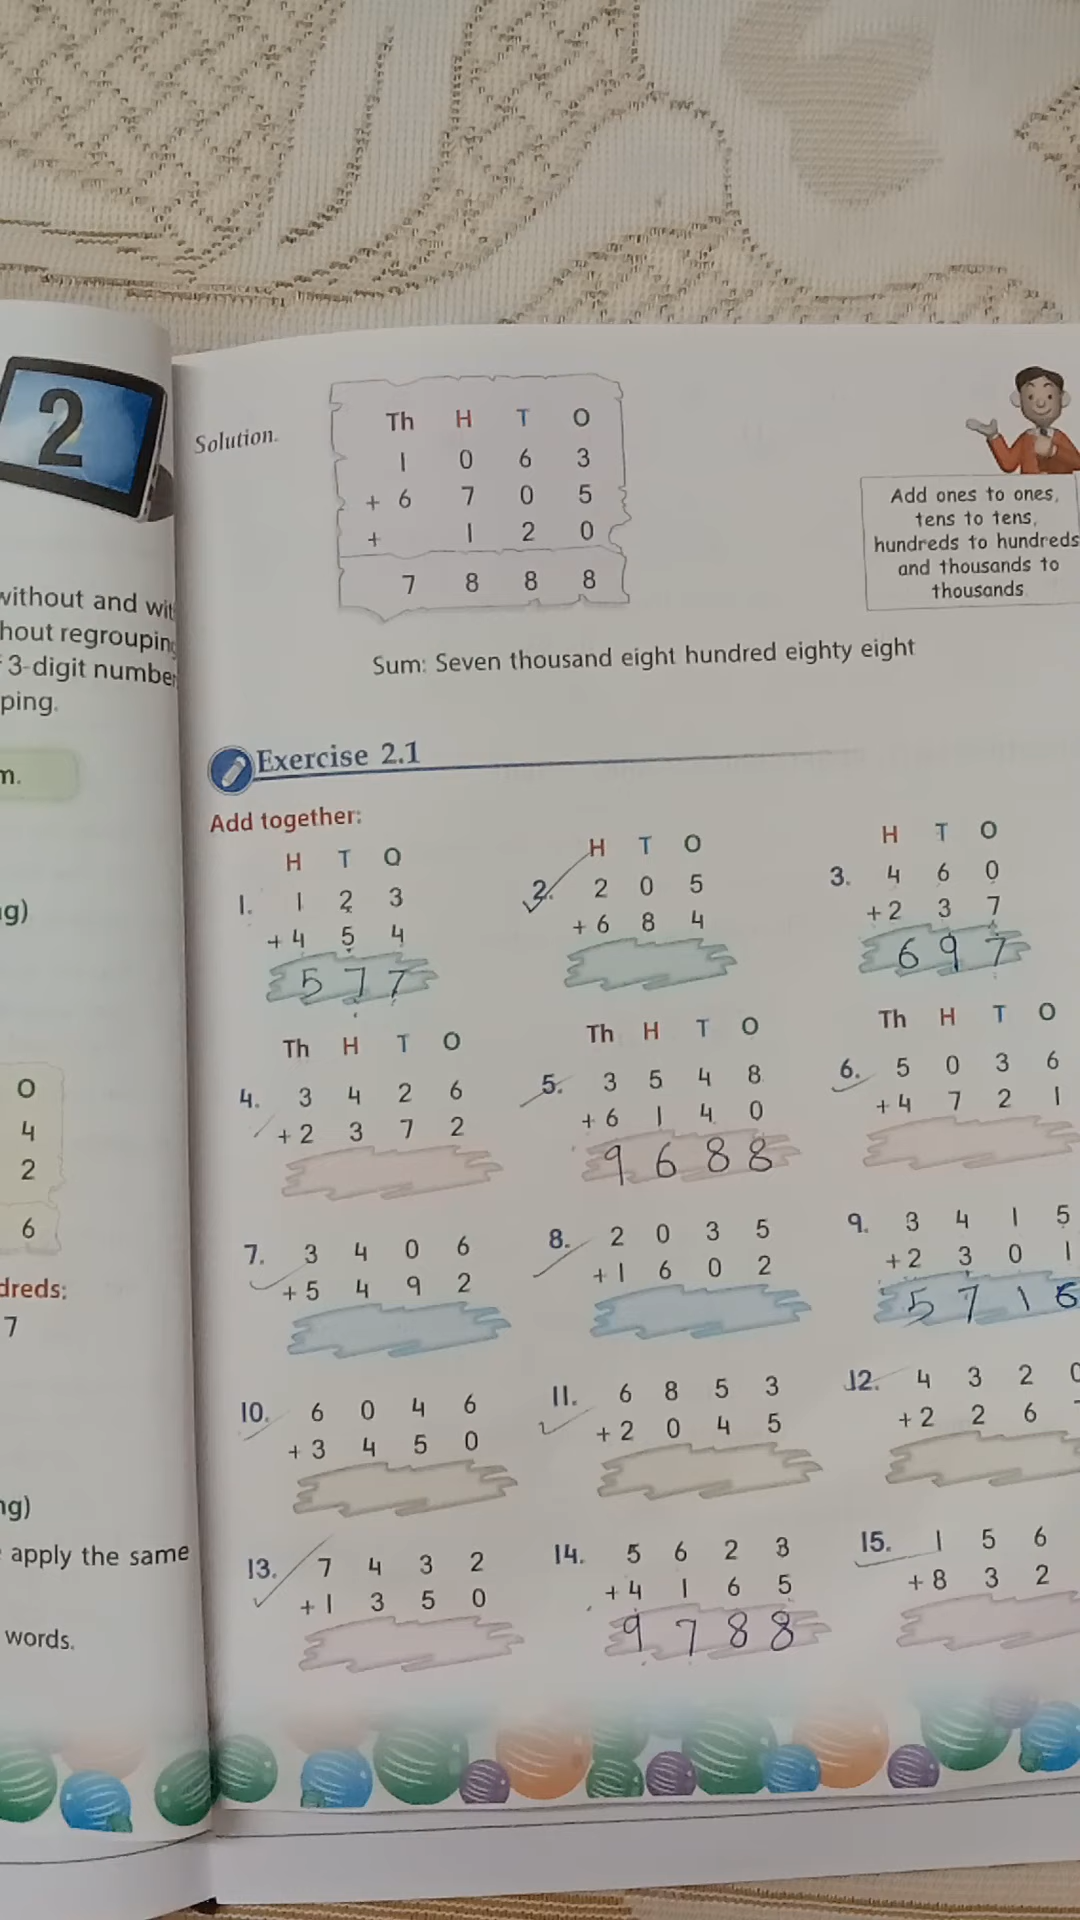 2
without and
hout regrouping
3-digit number
ping.
m.
g)
O
4
2
6
dreds:
7
ng)
apply the same
words.
Solution.
Th H T O
1 0 6 3
+ 6 7 0 5
+ 1 2 0
7 8 8 8
Add ones to ones,
tens to tens,
hundreds to hundreds
and thousands to
thousands
Sum: Seven thousand eight hundred eighty eight
Exercise 2.1
Add together:
H T O
1. 1 2 3
+ 4 5 4
5 7 7
H T O
2. 2 0 5
+ 6 8 4
H T O
3. 4 6 0
+ 2 3 7
6 9 7
Th H T O
4. 3 4 2 6
+ 2 3 7 2
Th H T O
5. 3 5 4 8
+ 6 1 4 0
9 6 8 8
Th H T O
6. 5 0 3 6
+ 4 7 2 1
7. 3 4 0 6
+ 5 4 9 2
8. 2 0 3 5
+ 1 6 0 2
9. 3 4 1 5
+ 2 3 0 1
5 7 1 6
10. 6 0 4 6
+ 3 4 5 0
11. 6 8 5 3
+ 2 0 4 5
12. 4 3 2 0
+ 2 2 6
13. 7 4 3 2
+ 1 3 5 0
14. 5 6 2 3
+ 4 1 6 5
9 7 8 8
15. 1 5 6
+ 8 3 2